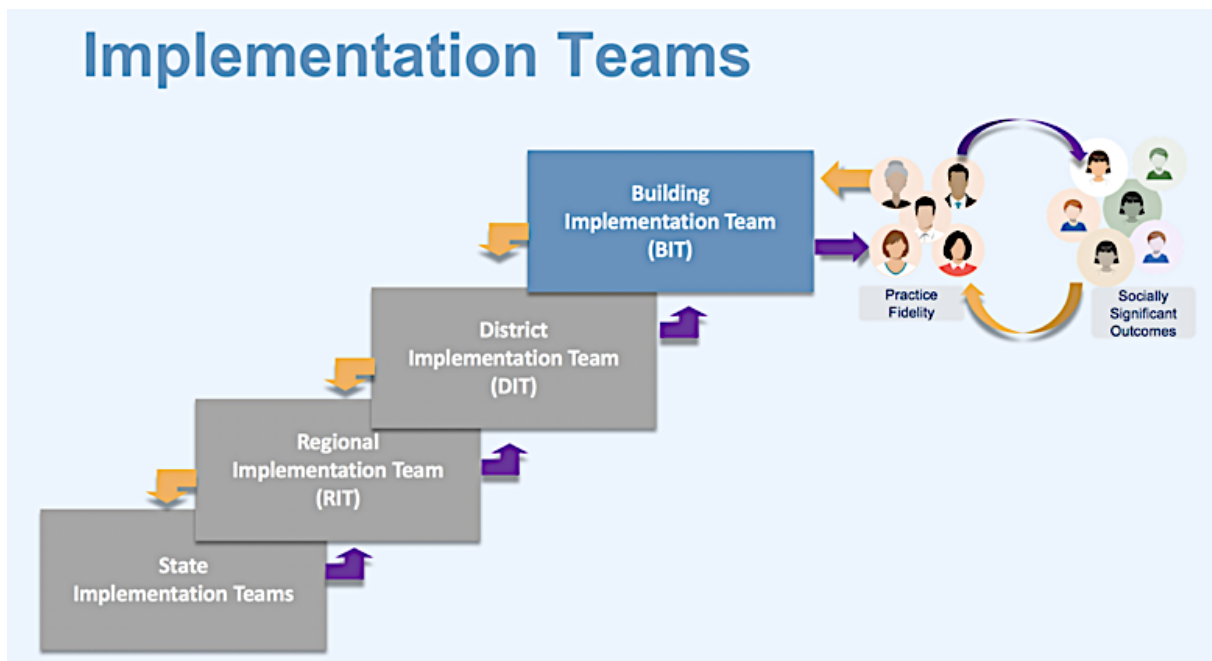 Implementation Teams
Building
Implementation Team
(BIT)
Practice
Fidelity
Socially
Significant
Outcomes
District
Implementation Team
(DIT)
Regional
Implementation Team
(RIT)
State
Implementation Teams